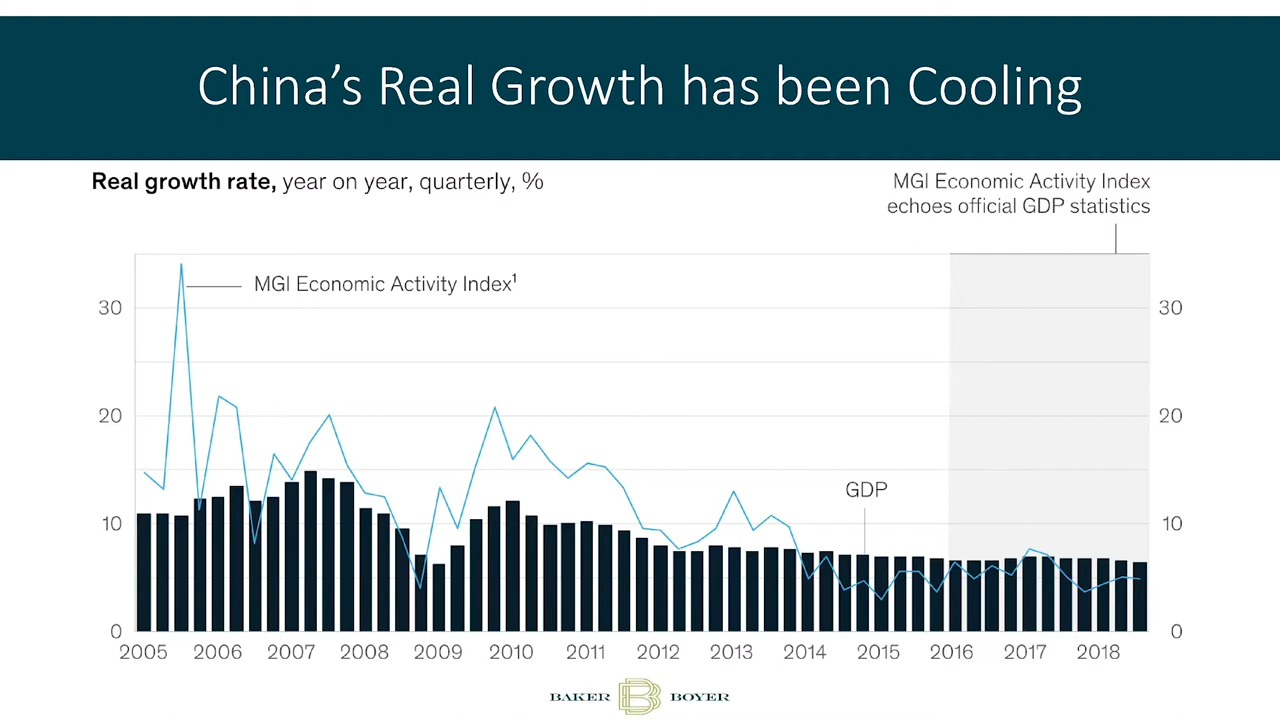 China's Real Growth has been Cooling
Real growth rate, year on year, quarterly, %
MGI Economic Activity Index
echoes official GDP statistics
MGI Economic Activity Index¹
30 30
20 20
GDP
10 10
0 0
2005 2006 2007 2008 2009 2010 2011 2012 2013 2014 2015 2016 2017 2018
BAKER BB BOYER